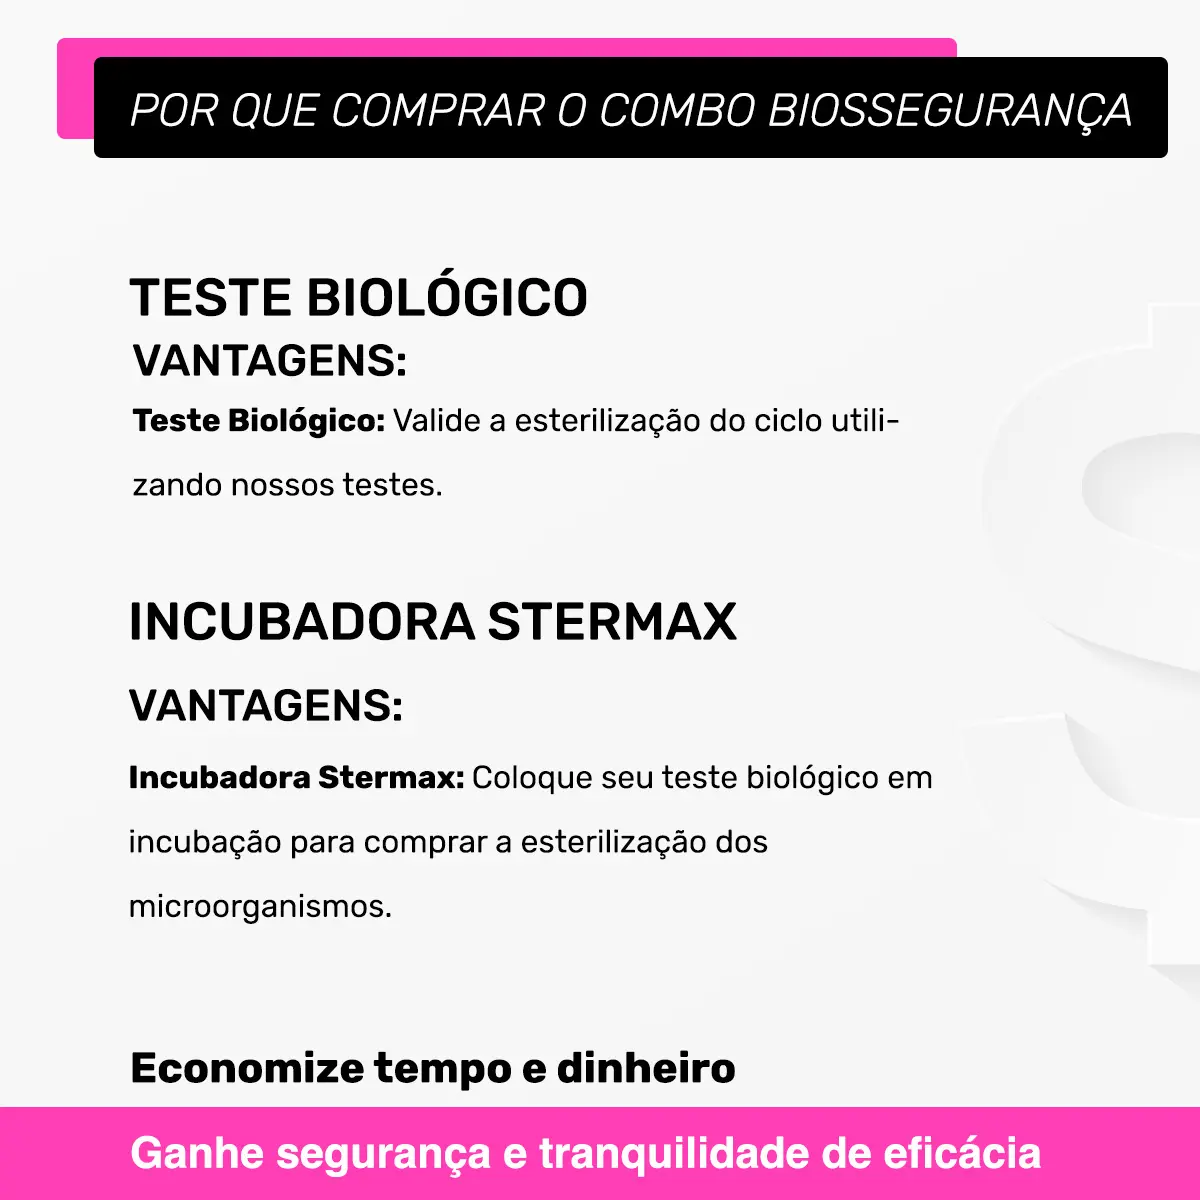 POR QUE COMPRAR O COMBO BIOSSEGURANÇA
TESTE BIOLÓGICO
VANTAGENS:
Teste Biológico: Valide a esterilização do ciclo utili-
zando nossos testes.
INCUBADORA STERMAX
VANTAGENS:
Incubadora Stermax: Coloque seu teste biológico em
incubação para comprar a esterilização dos
microorganismos.
Economize tempo e dinheiro
Ganhe segurança e tranquilidade de eficácia